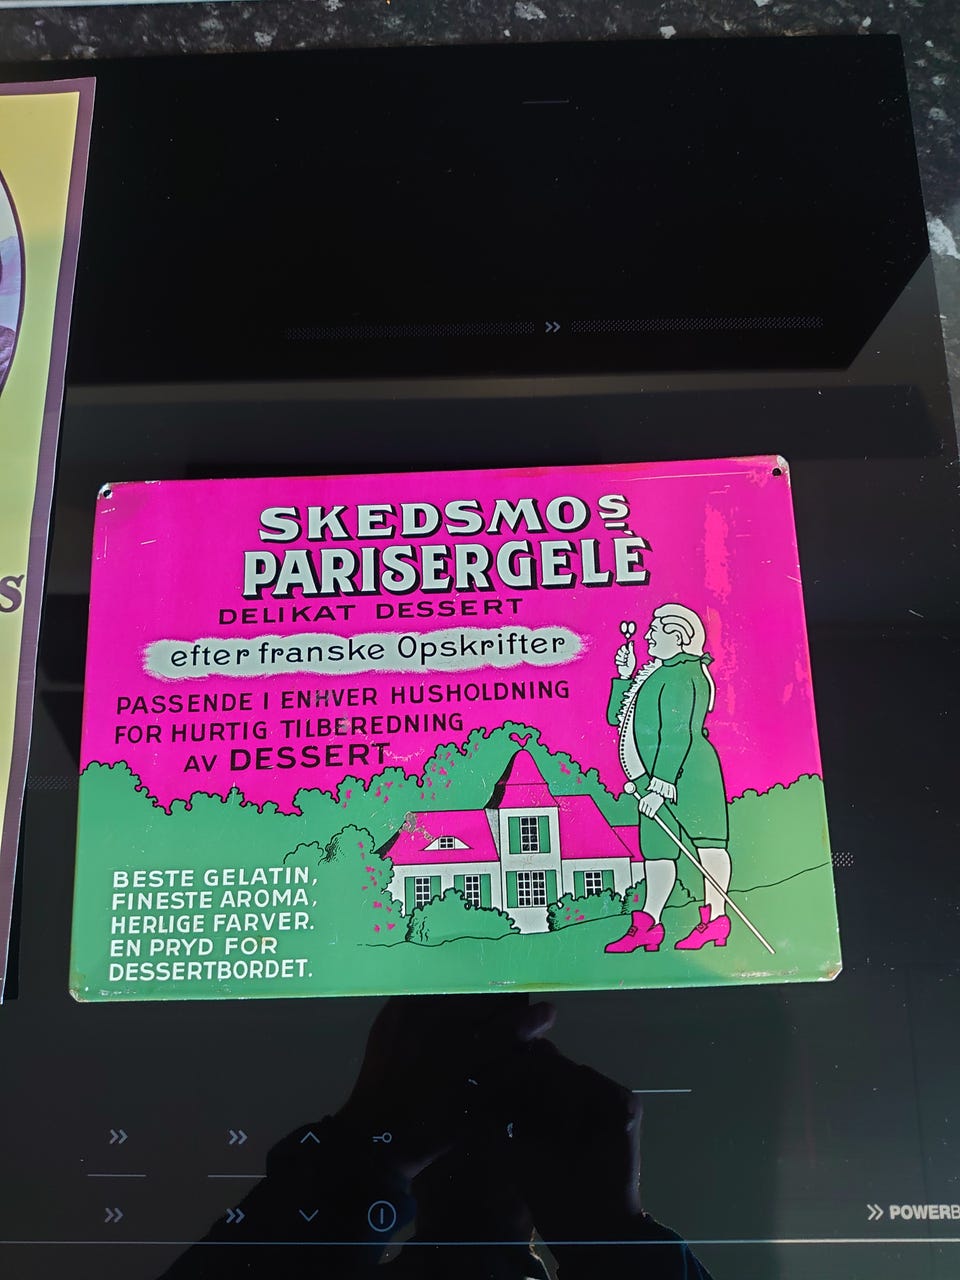 SKEDSMOS
PARISERGELÉ
DELIKAT DESSERT
efter franske Opskrifter
PASSENDE I ENHVER HUSHOLDNING
FOR HURTIG TILBEREDNING
AV DESSERT
BESTE GELATIN,
FINESTE AROMA,
HERLIGE FARVER.
EN PRYD FOR
DESSERTBORDET.
S
POWERB